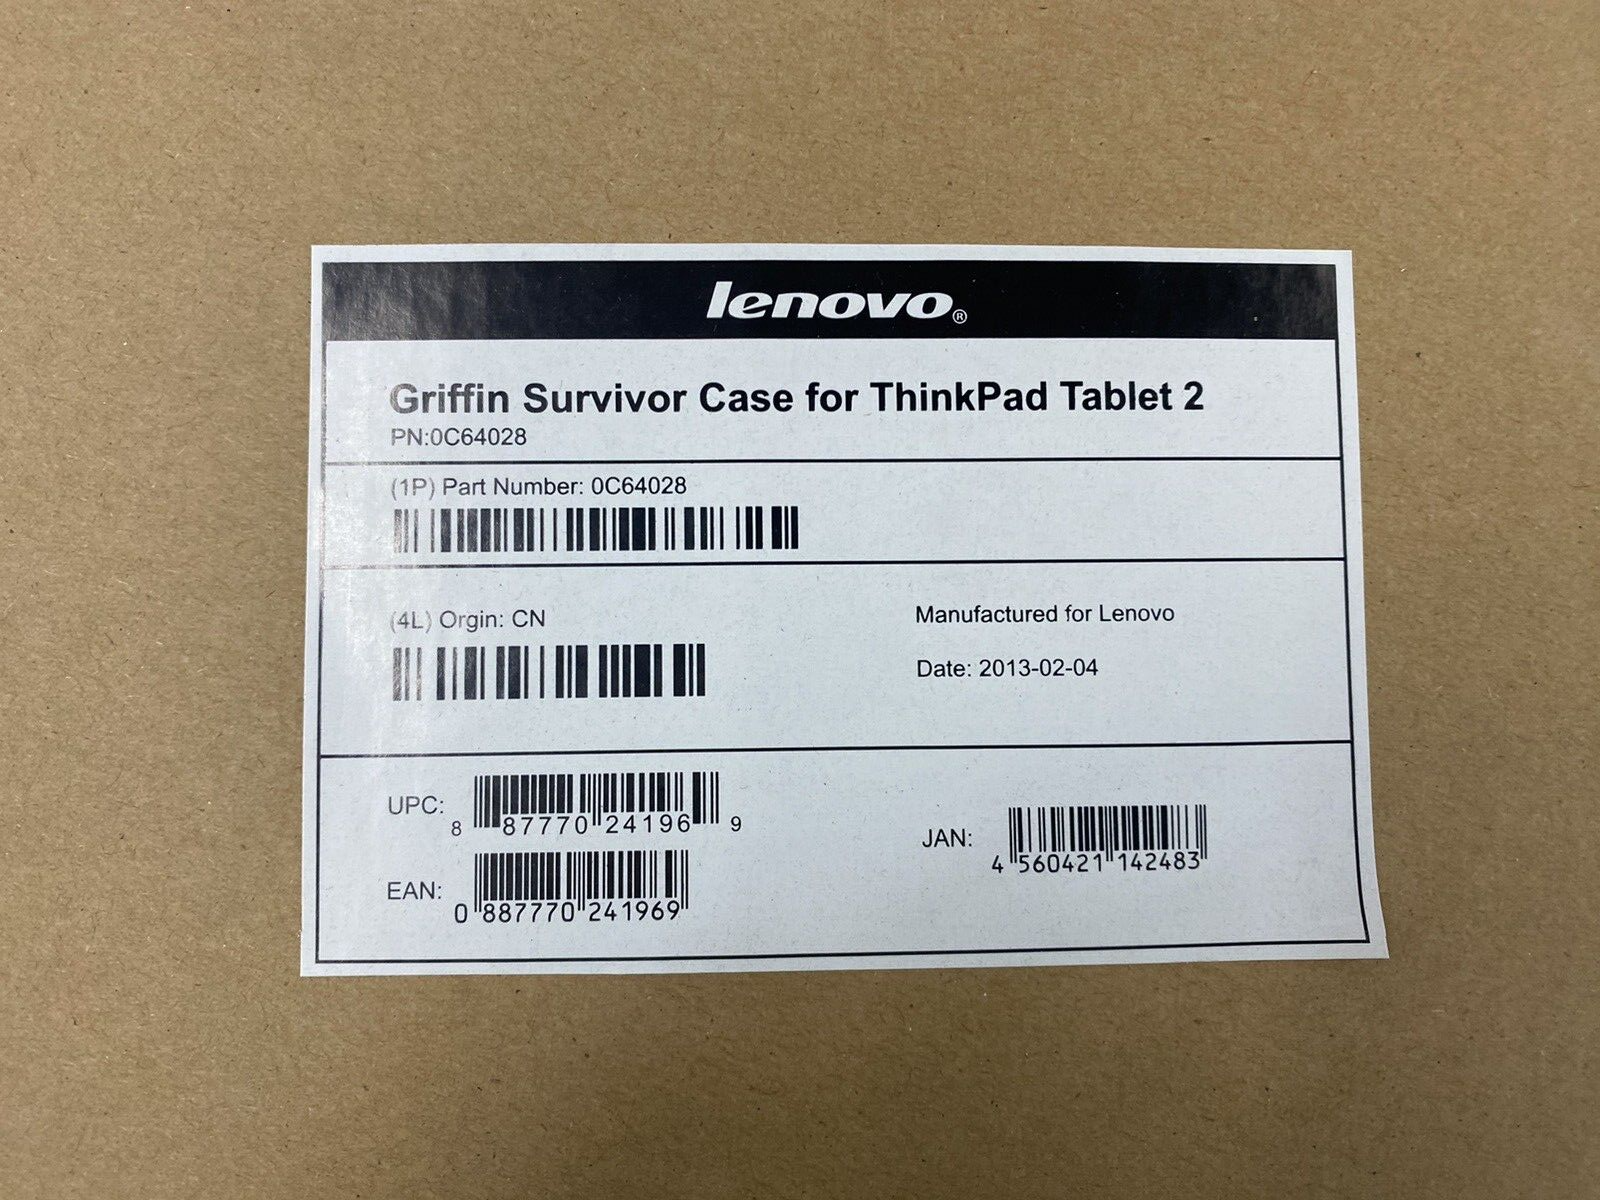 lenovo®
Griffin Survivor Case for ThinkPad Tablet 2
PN:0C64028
(1P) Part Number: 0C64028
(4L) Orgin: CN
Manufactured for Lenovo
Date: 2013-02-04
UPC: 8 87770 24196 9
EAN: 0 887770 241969
JAN: 4 560421 142483